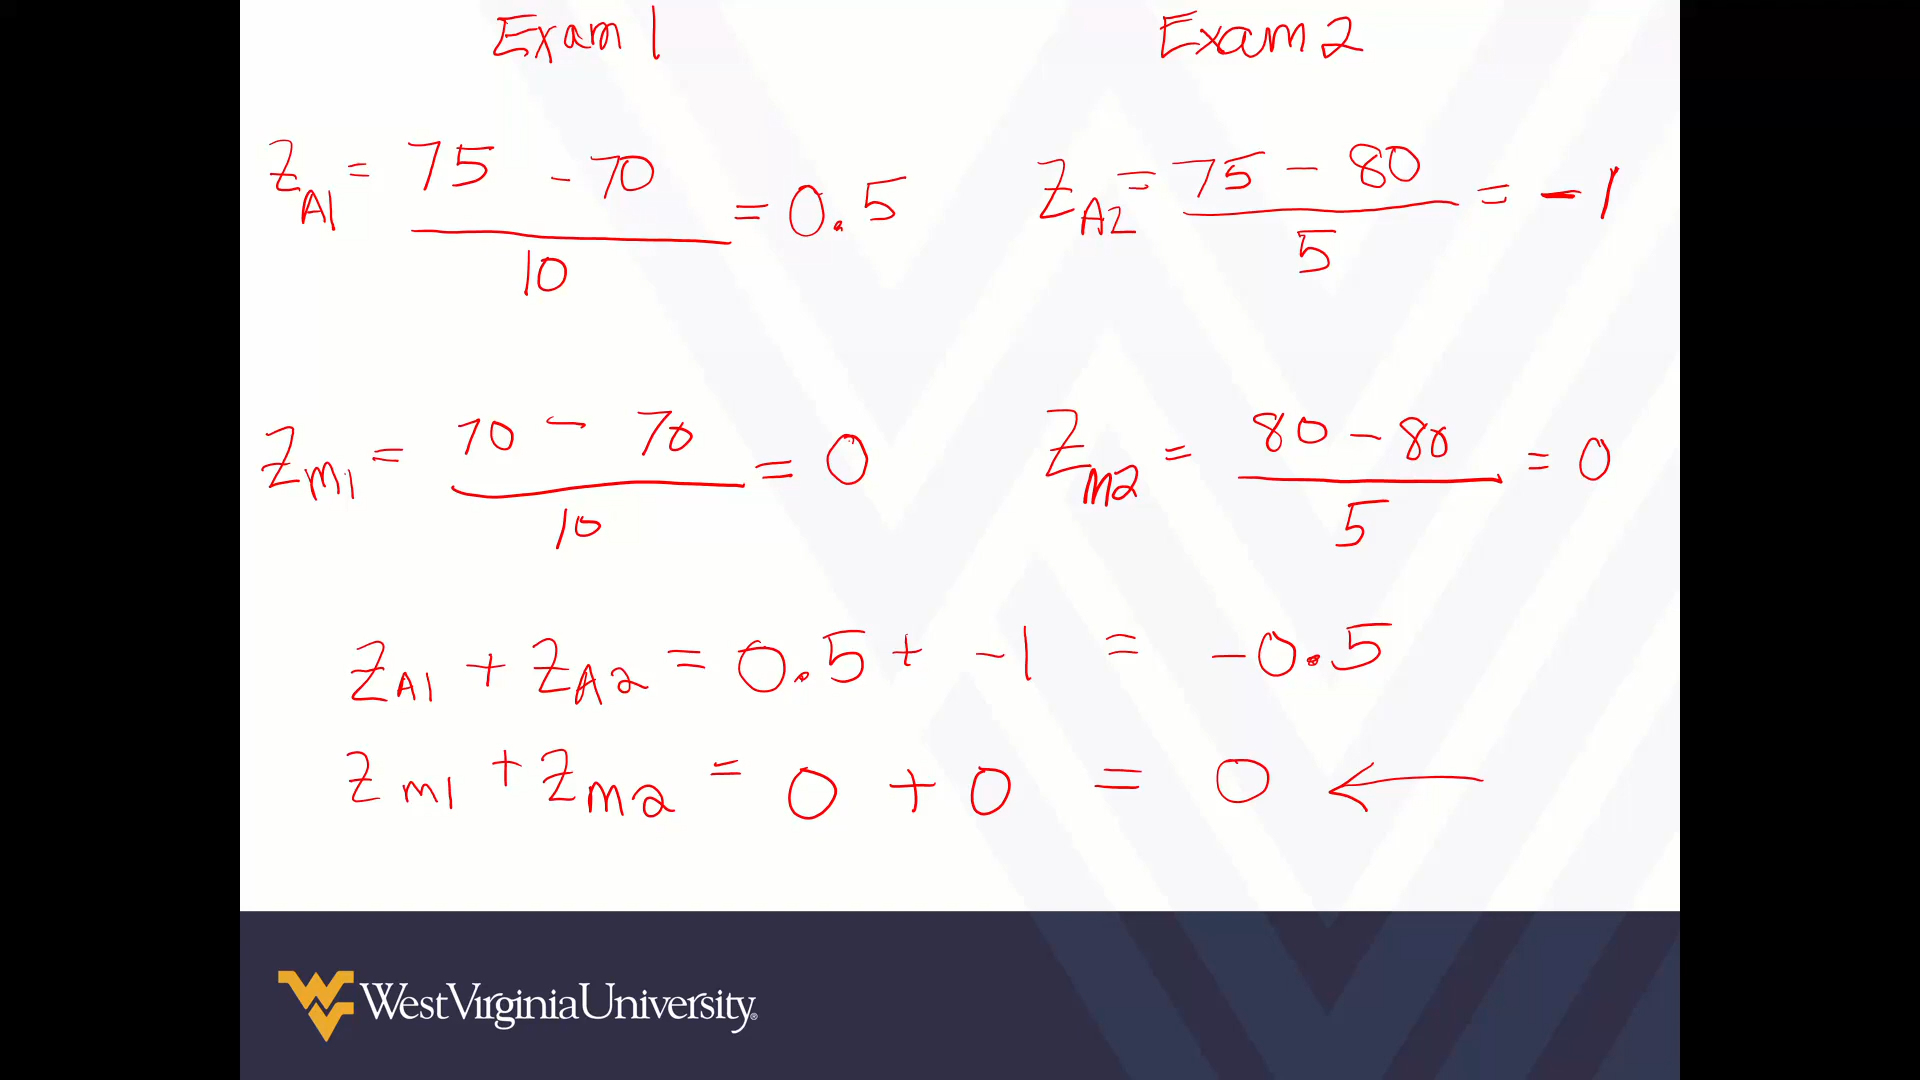 Exam 1
Exam 2
Z_A1 = (75 - 70) / 10 = 0.5
Z_A2 = (75 - 80) / 5 = -1
Z_M1 = (70 - 70) / 10 = 0
Z_M2 = (80 - 80) / 5 = 0
Z_A1 + Z_A2 = 0.5 + -1 = -0.5
Z_M1 + Z_M2 = 0 + 0 = 0 ←
WestVirginiaUniversity®